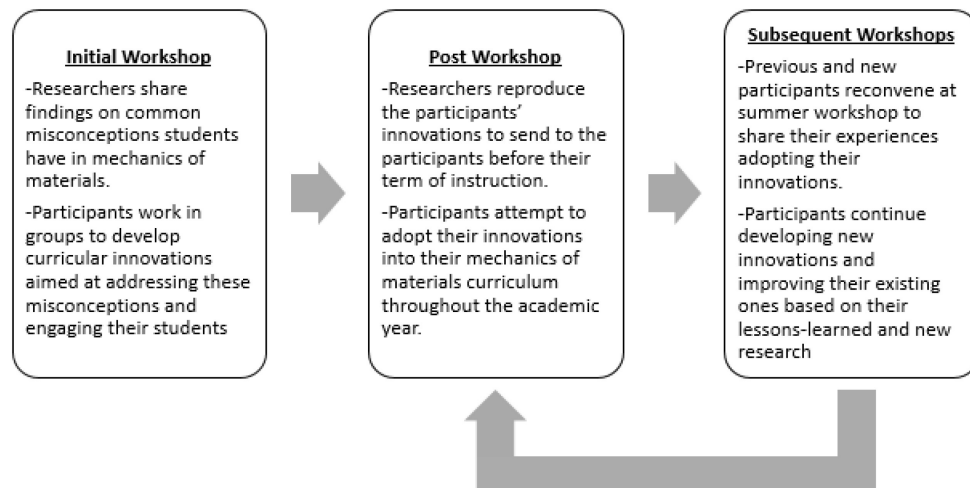 Initial Workshop
-Researchers share
findings on common
misconceptions students
have in mechanics of
materials.
-Participants work in
groups to develop
curricular innovations
aimed at addressing these
misconceptions and
engaging their students
Post Workshop
-Researchers reproduce
the participants’
innovations to send to the
participants before their
term of instruction.
-Participants attempt to
adopt their innovations
into their mechanics of
materials curriculum
throughout the academic
year.
Subsequent Workshops
-Previous and new
participants reconvene at
summer workshop to
share their experiences
adopting their
innovations.
-Participants continue
developing new
innovations and
improving their existing
ones based on their
lessons-learned and new
research